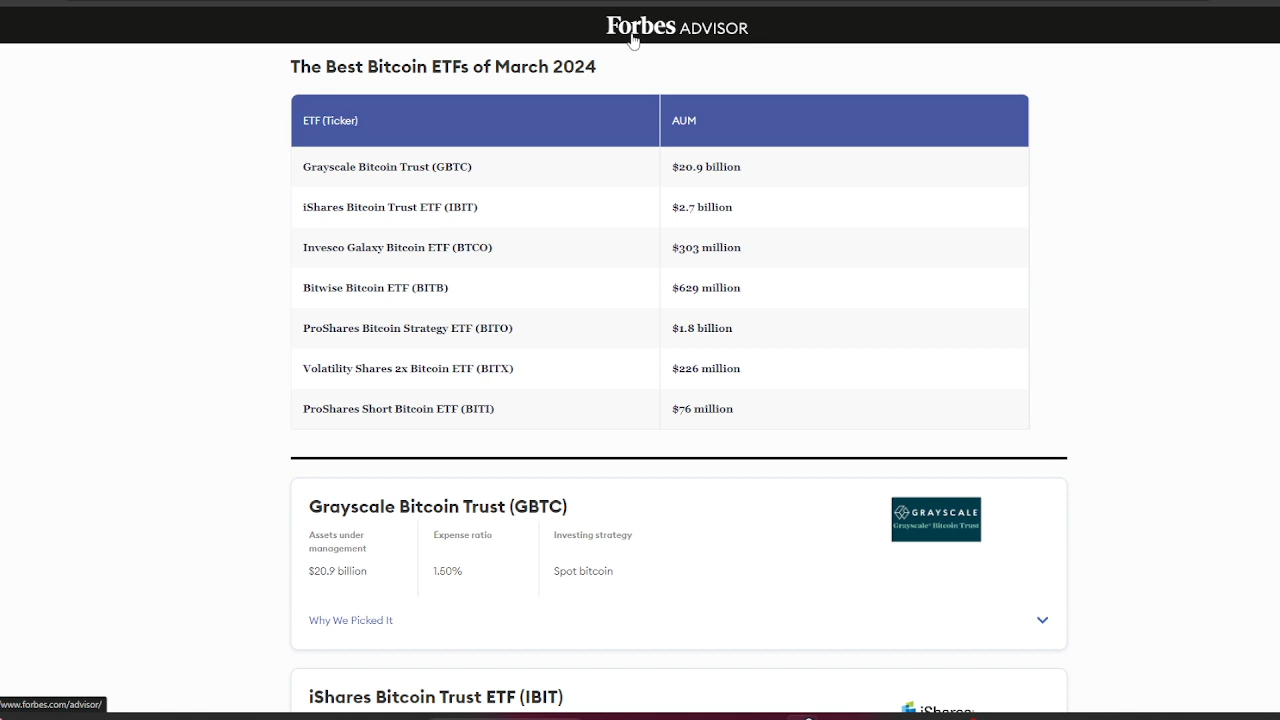 Forbes ADVISOR
The Best Bitcoin ETFs of March 2024
ETF (Ticker) AUM
Grayscale Bitcoin Trust (GBTC) $20.9 billion
iShares Bitcoin Trust ETF (IBIT) $2.7 billion
Invesco Galaxy Bitcoin ETF (BTCO) $303 million
Bitwise Bitcoin ETF (BITB) $629 million
ProShares Bitcoin Strategy ETF (BITO) $1.8 billion
Volatility Shares 2x Bitcoin ETF (BITX) $226 million
ProShares Short Bitcoin ETF (BITI) $76 million
Grayscale Bitcoin Trust (GBTC)
GRAYSCALE
Grayscale® Bitcoin Trust
Assets under management
Expense ratio
Investing strategy
$20.9 billion 1.50% Spot bitcoin
Why We Picked It
iShares Bitcoin Trust ETF (IBIT)
iShares
/www.forbes.com/advisor/